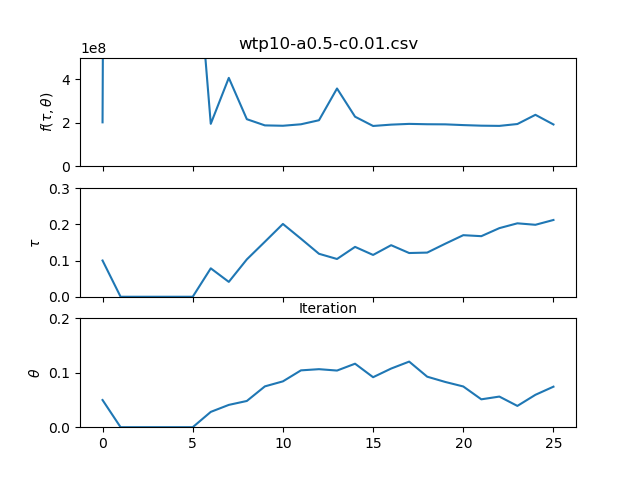 wtp10-a0.5-c0.01.csv
1e8
4
2
0
f(τ, θ)
0.3
0.2
0.1
0.0
τ
Iteration
0.2
0.1
0.0
θ
0 5 10 15 20 25